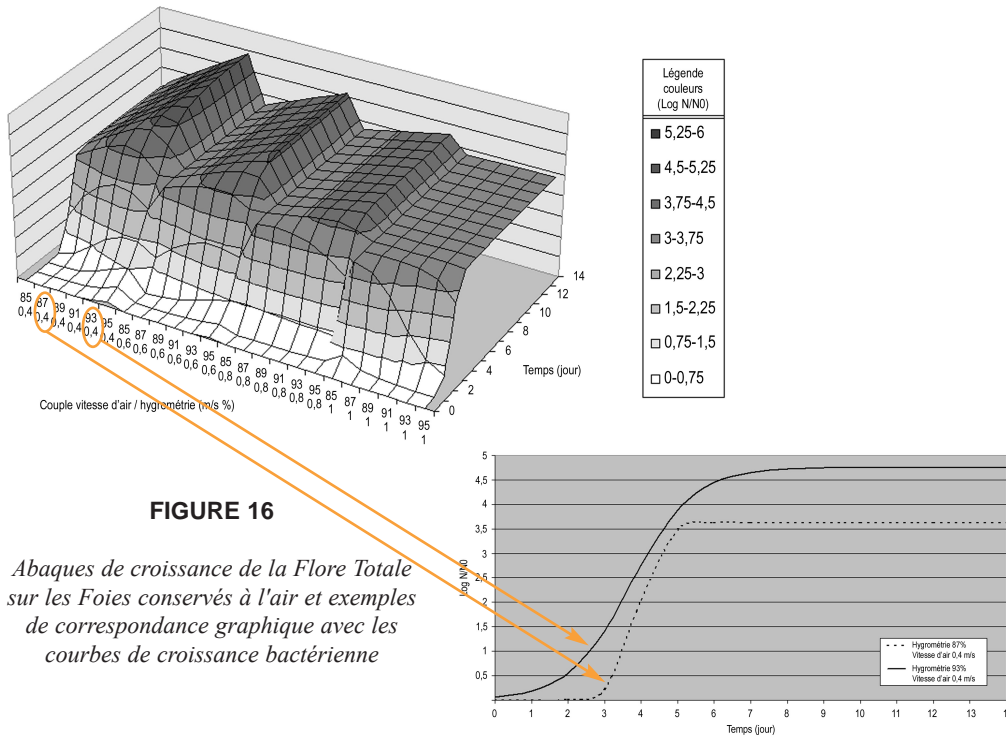 Légende
couleurs
(Log N/N0)
5,25-6
4,5-5,25
3,75-4,5
3-3,75
2,25-3
1,5-2,25
0,75-1,5
0-0,75
14
12
10
8
6
4
2
0
Temps (jour)
85 87 89 91 93 95 85 87 89 91 93 95 85 87 89 91 93 95 85 87 89 91 93 95
0,4 0,4 0,4 0,4 0,4 0,4 0,6 0,6 0,6 0,6 0,6 0,6 0,8 0,8 0,8 0,8 0,8 0,8 1 1 1 1 1 1
Couple vitesse d'air / hygrométrie (m/s %)
FIGURE 16
Abaques de croissance de la Flore Totale
sur les Foies conservés à l'air et exemples
de correspondance graphique avec les
courbes de croissance bactérienne
5
4,5
4
3,5
3
2,5
2
1,5
1
0,5
Log N/N0
0 1 2 3 4 5 6 7 8 9 10 11 12 13 14
Temps (jour)
Hygrométrie 87%
Vitesse d'air 0,4 m/s
Hygrométrie 93%
Vitesse d'air 0,4 m/s